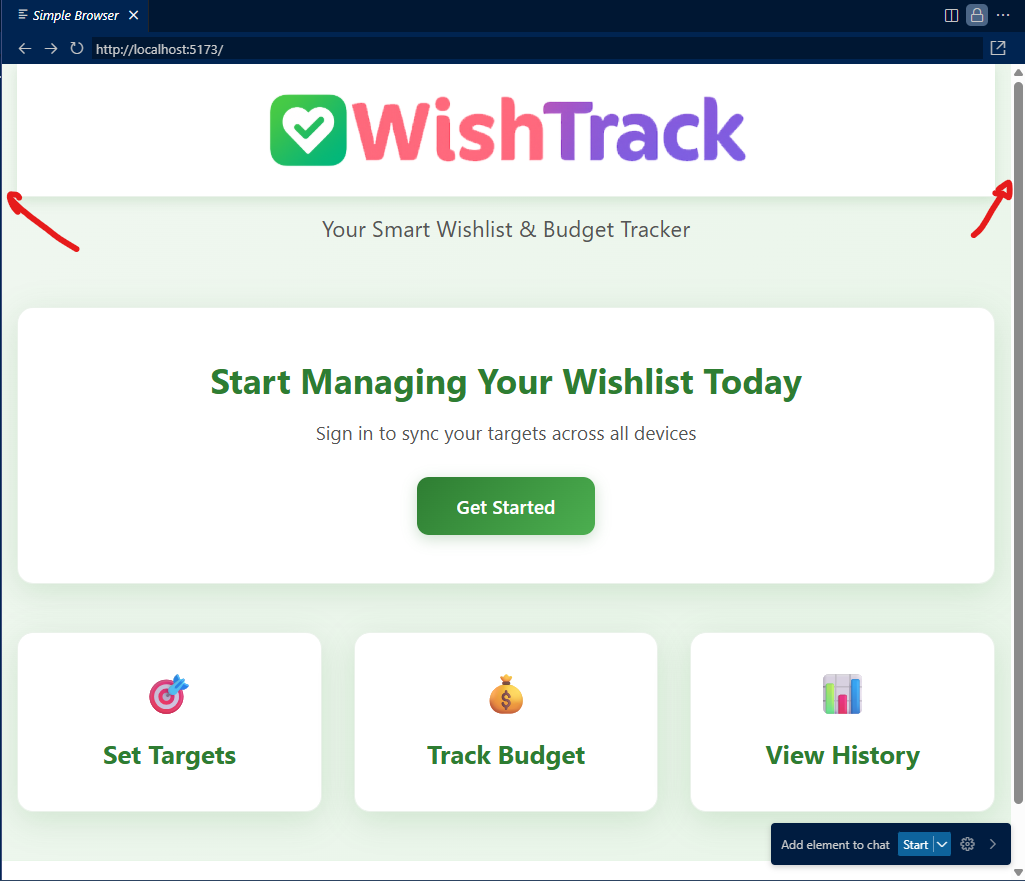 Simple Browser
http://localhost:5173/
WishTrack
Your Smart Wishlist & Budget Tracker
Start Managing Your Wishlist Today
Sign in to sync your targets across all devices
Get Started
Set Targets
Track Budget
View History
Add element to chat
Start